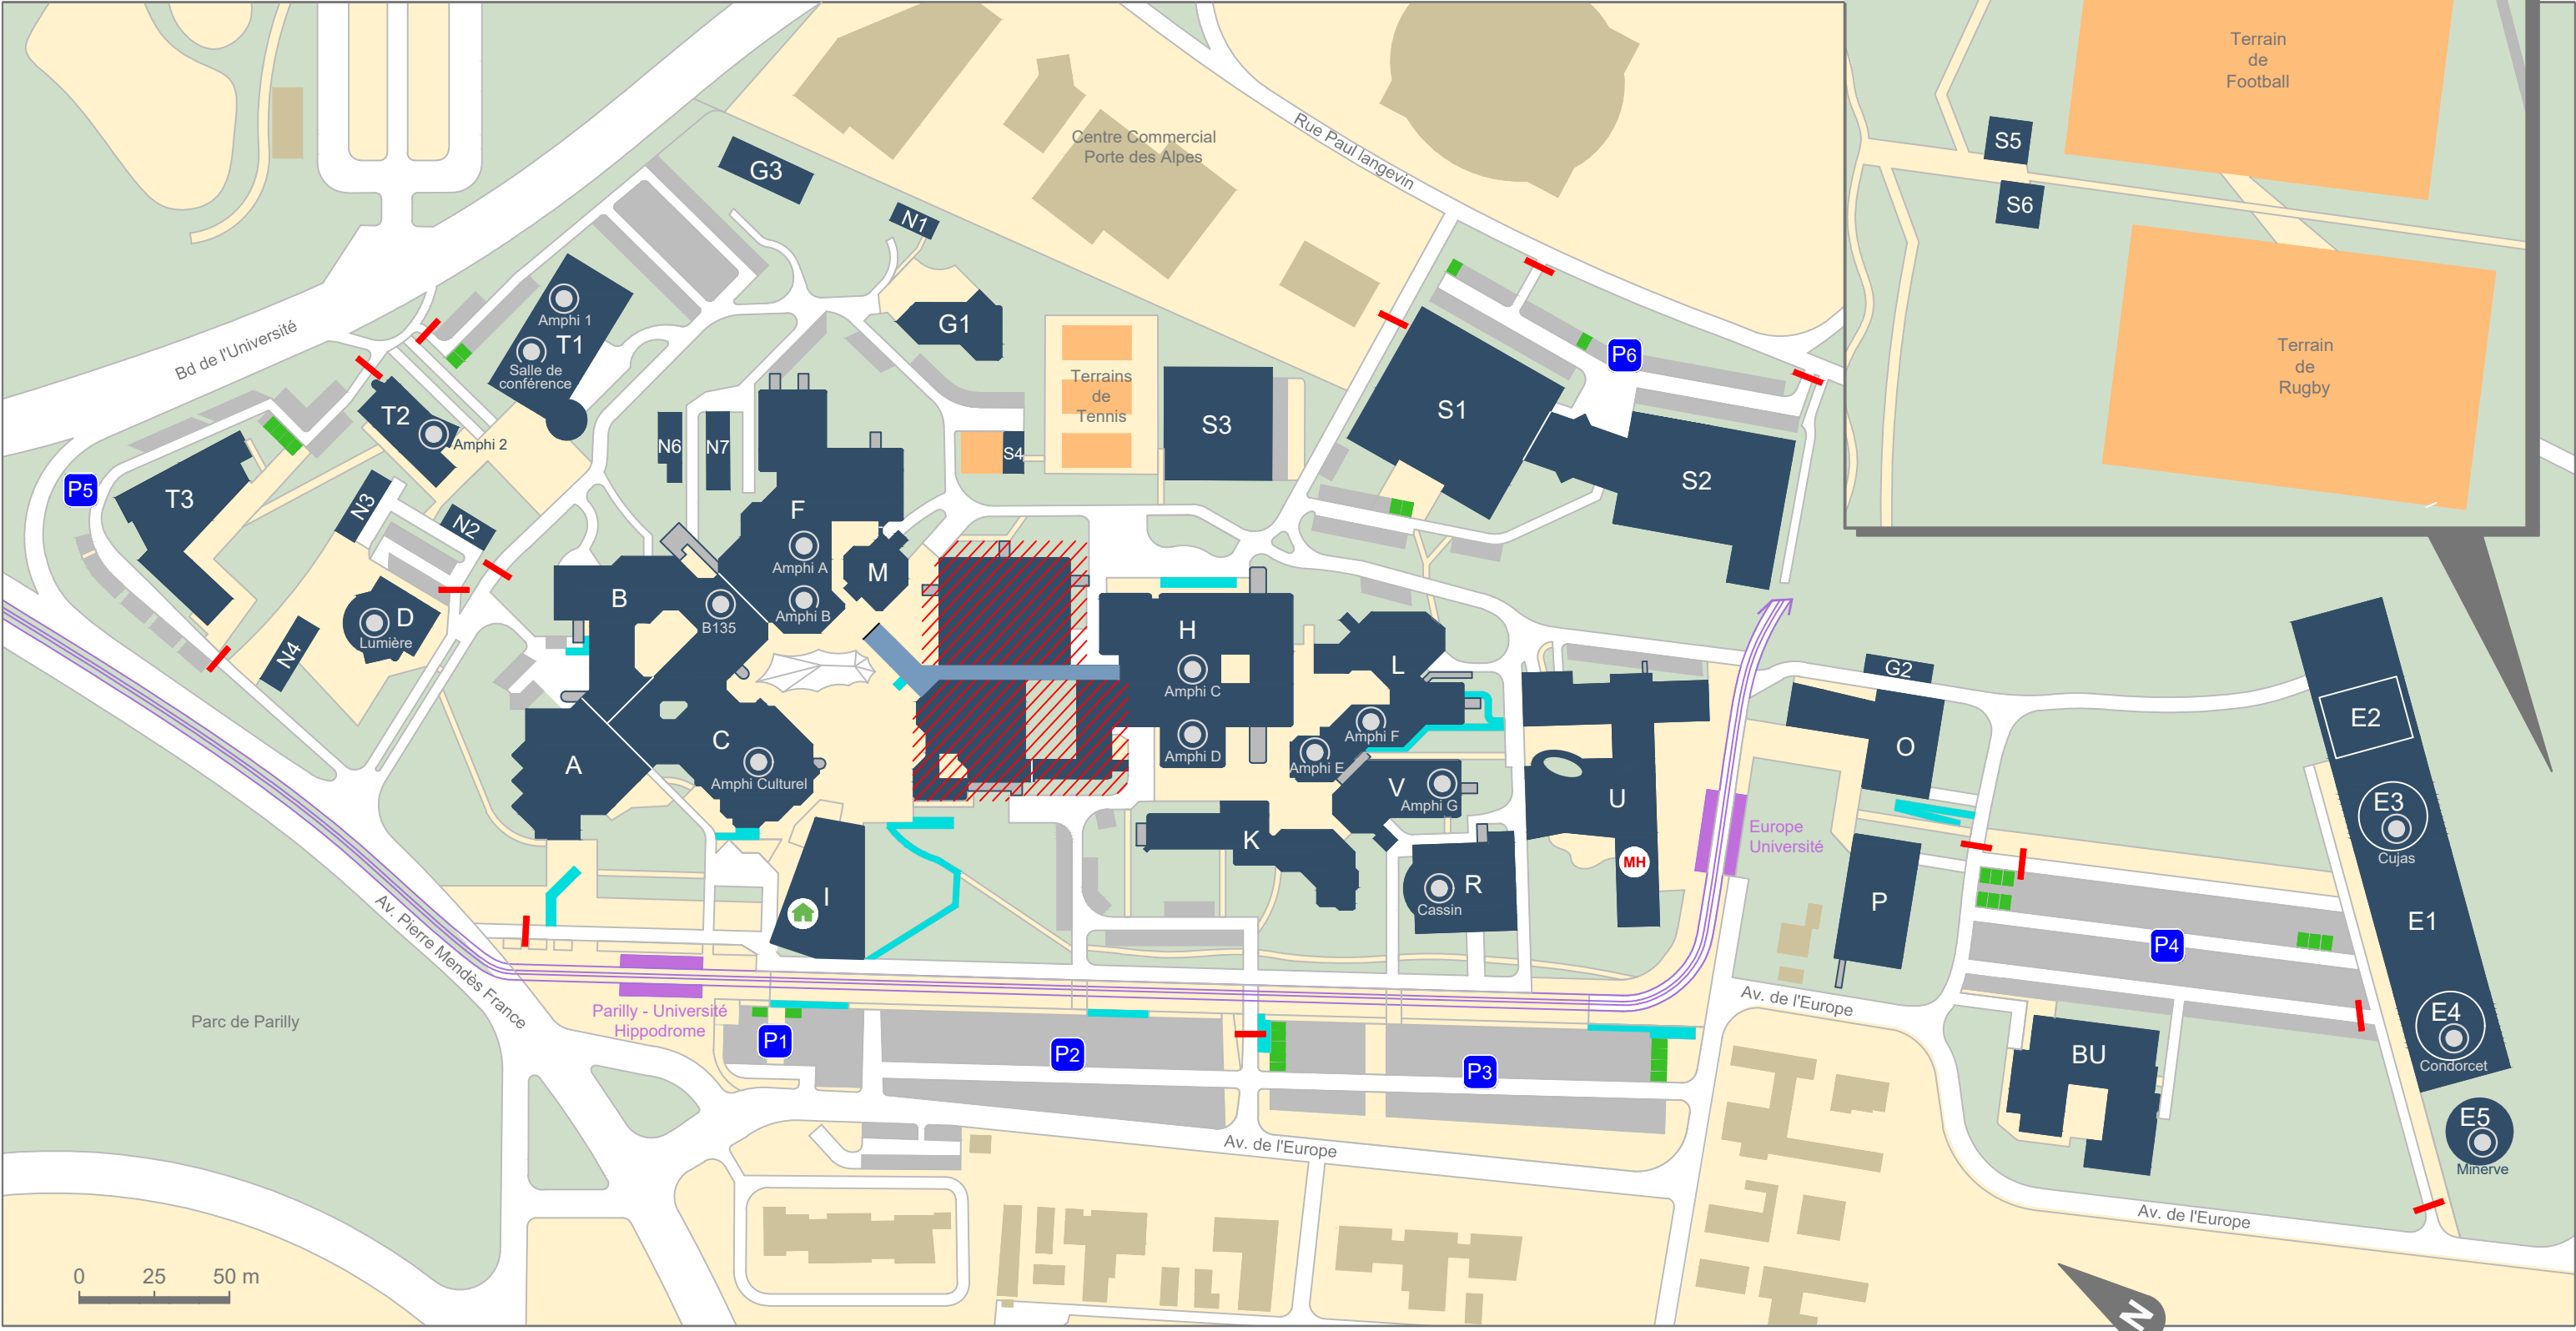 Terrain
de
Football
S5
S6
Terrain
de
Rugby
Centre Commercial
Porte des Alpes
Rue Paul langevin
G3
N1
G1
Bd de l'Université
Amphi 1
T1
Salle de
conférence
T2
Amphi 2
P5
T3
N3
N2
D
Lumière
N4
N6
N7
F
Amphi A
Amphi B
M
B
B135
S4
Terrains
de
Tennis
S3
S1
P6
S2
A
C
Amphi Culturel
I
H
Amphi C
Amphi D
L
Amphi F
Amphi E
V
Amphi G
K
R
Cassin
U
MH
Europe
Université
G2
O
P
E2
E3
Cujas
E1
P4
E4
Condorcet
BU
E5
Minerve
Av. Pierre Mendès France
Parc de Parilly
Parilly - Université
Hippodrome
P1
P2
P3
Av. de l'Europe
Av. de l'Europe
Av. de l'Europe
0 25 50 m
N